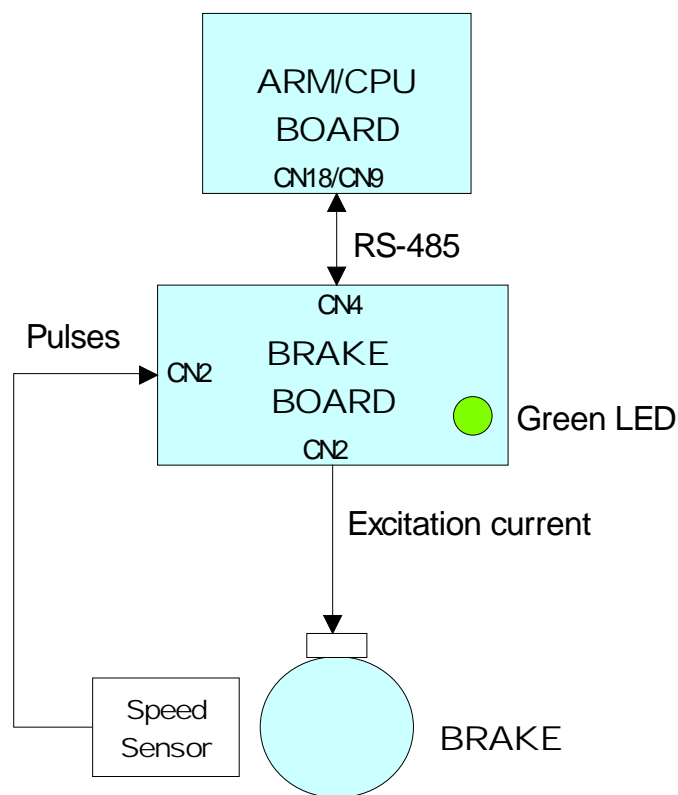 ARM/CPU
BOARD
CN18/CN9
RS-485
CN4
Pulses
BRAKE
CN2
BOARD
Green LED
CN2
Excitation current
Speed
Sensor
BRAKE